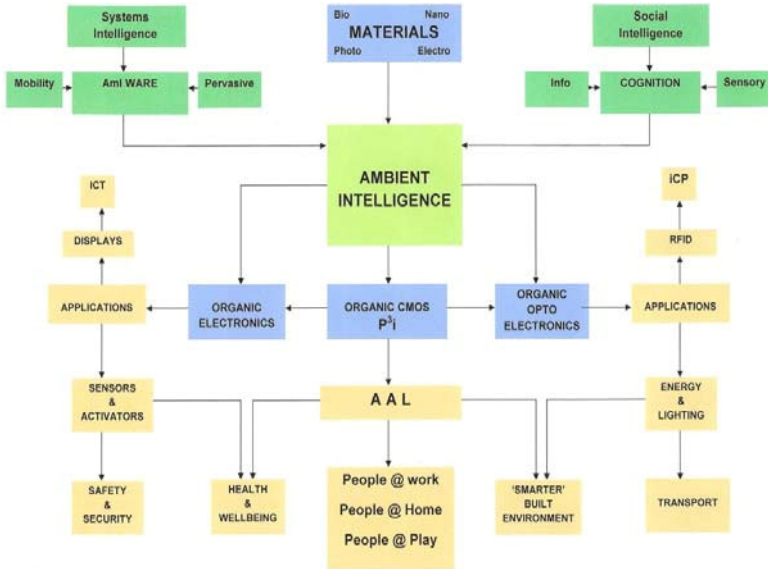 Systems
Intelligence
Bio Nano
MATERIALS
Photo Electro
Social
Intelligence
Mobility
AmI WARE
Pervasive
Info
COGNITION
Sensory
AMBIENT
INTELLIGENCE
ICT
iCP
DISPLAYS
RFID
APPLICATIONS
ORGANIC
ELECTRONICS
ORGANIC CMOS
P³i
ORGANIC
OPTO
ELECTRONICS
APPLICATIONS
SENSORS
&
ACTIVATORS
A A L
ENERGY
&
LIGHTING
SAFETY
&
SECURITY
HEALTH
&
WELLBEING
People @ work
People @ Home
People @ Play
‘SMARTER’
BUILT
ENVIRONMENT
TRANSPORT